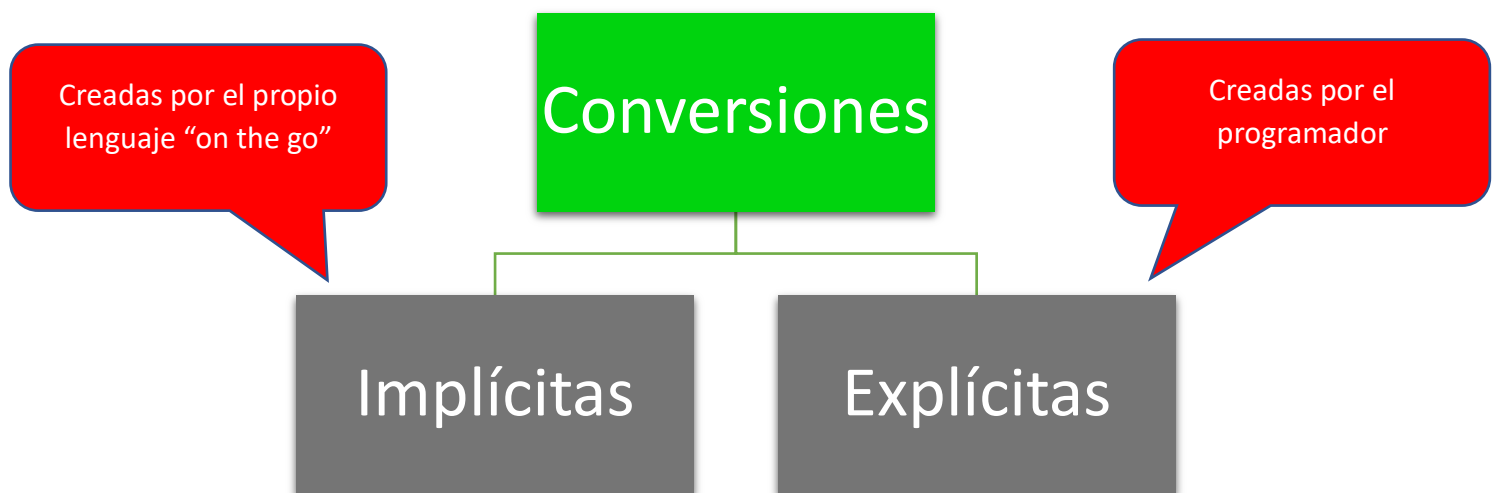 Conversiones
Creadas por el propio
lenguaje “on the go”
Creadas por el
programador
Implícitas
Explícitas